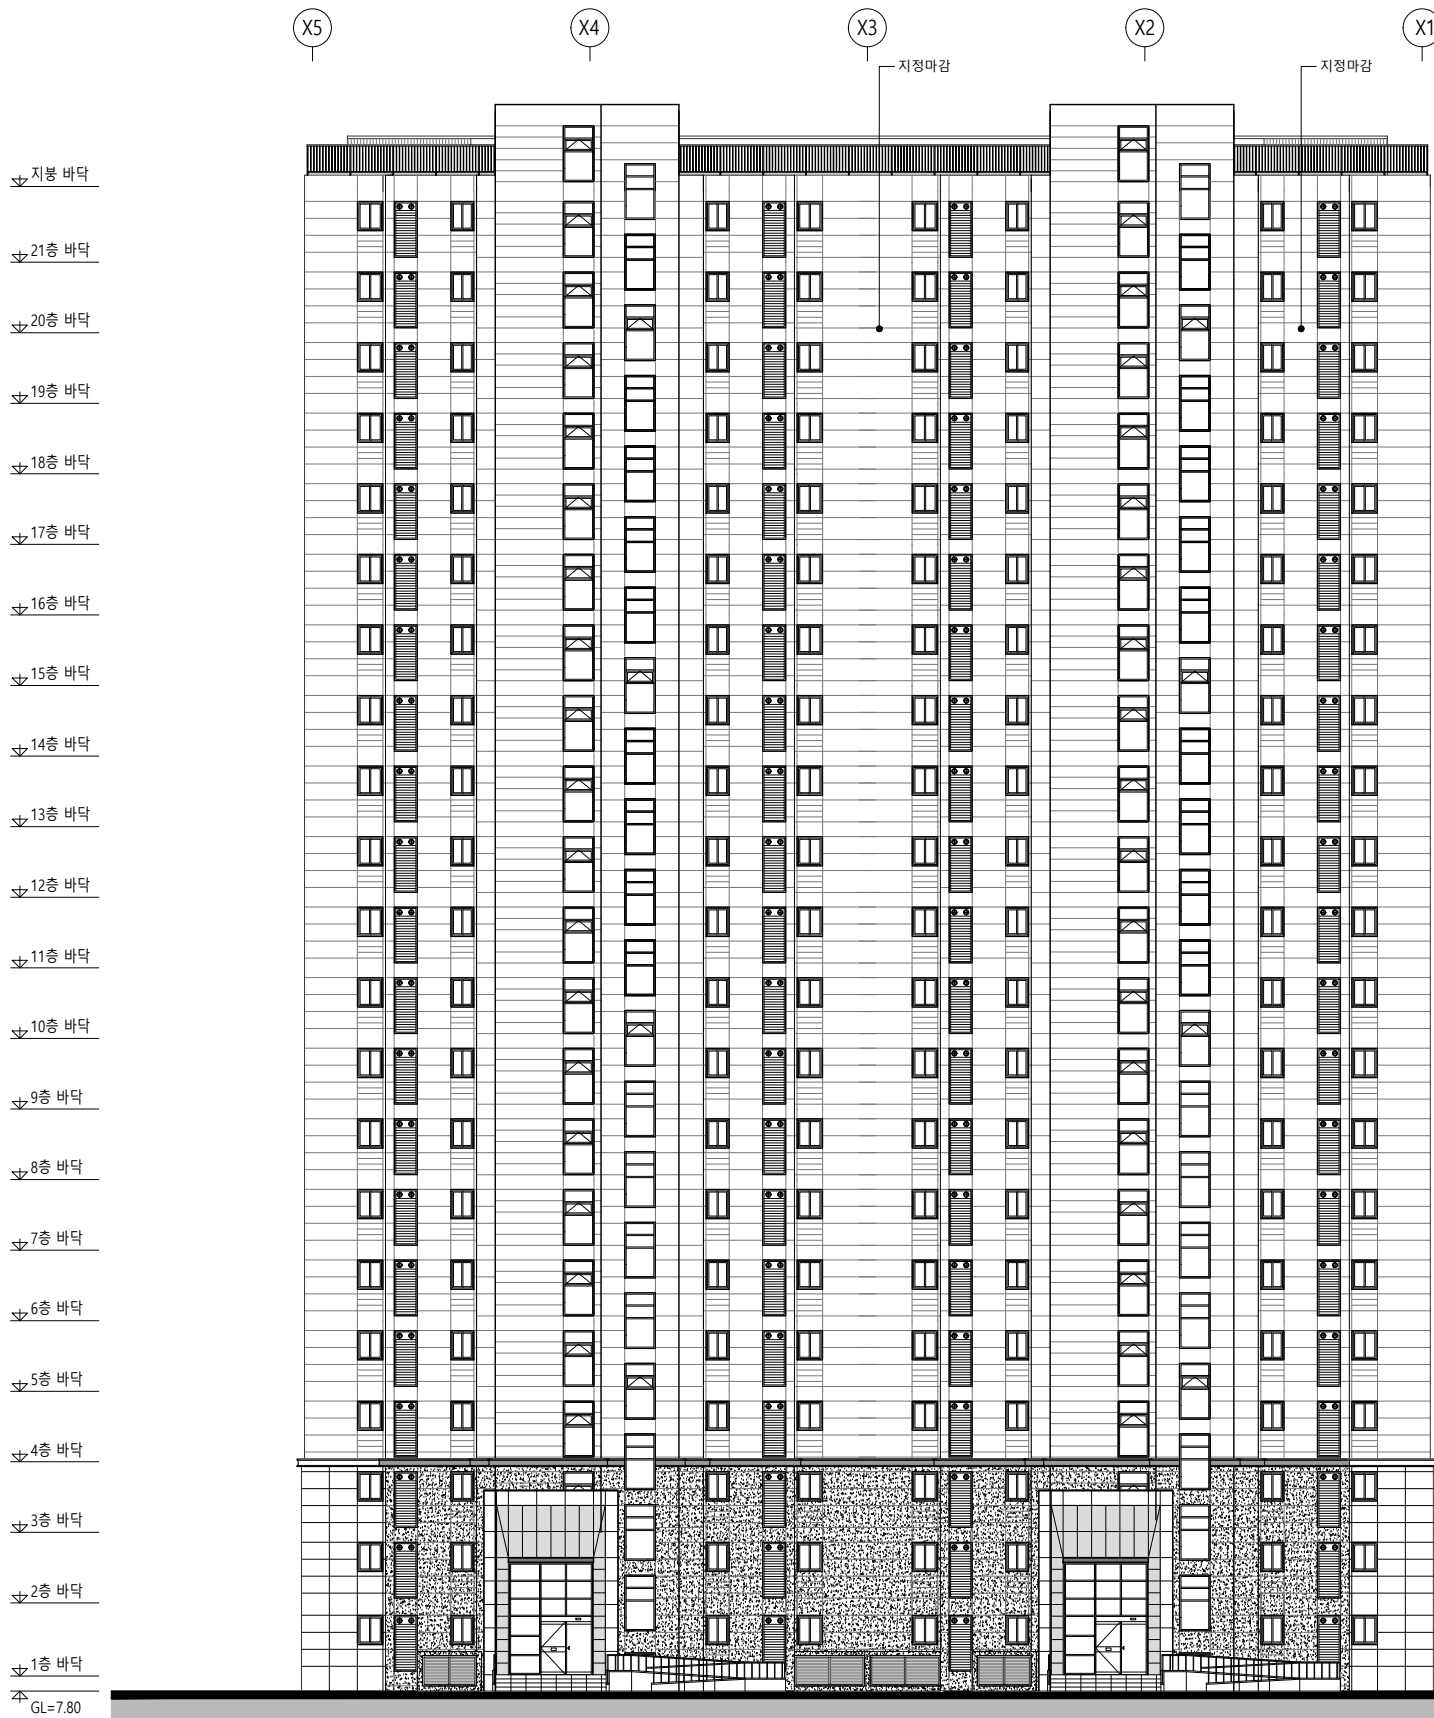 X5 X4 X3 X2 X1
지정마감 지정마감
지붕 바닥
21층 바닥
20층 바닥
19층 바닥
18층 바닥
17층 바닥
16층 바닥
15층 바닥
14층 바닥
13층 바닥
12층 바닥
11층 바닥
10층 바닥
9층 바닥
8층 바닥
7층 바닥
6층 바닥
5층 바닥
4층 바닥
3층 바닥
2층 바닥
1층 바닥
GL=7.80